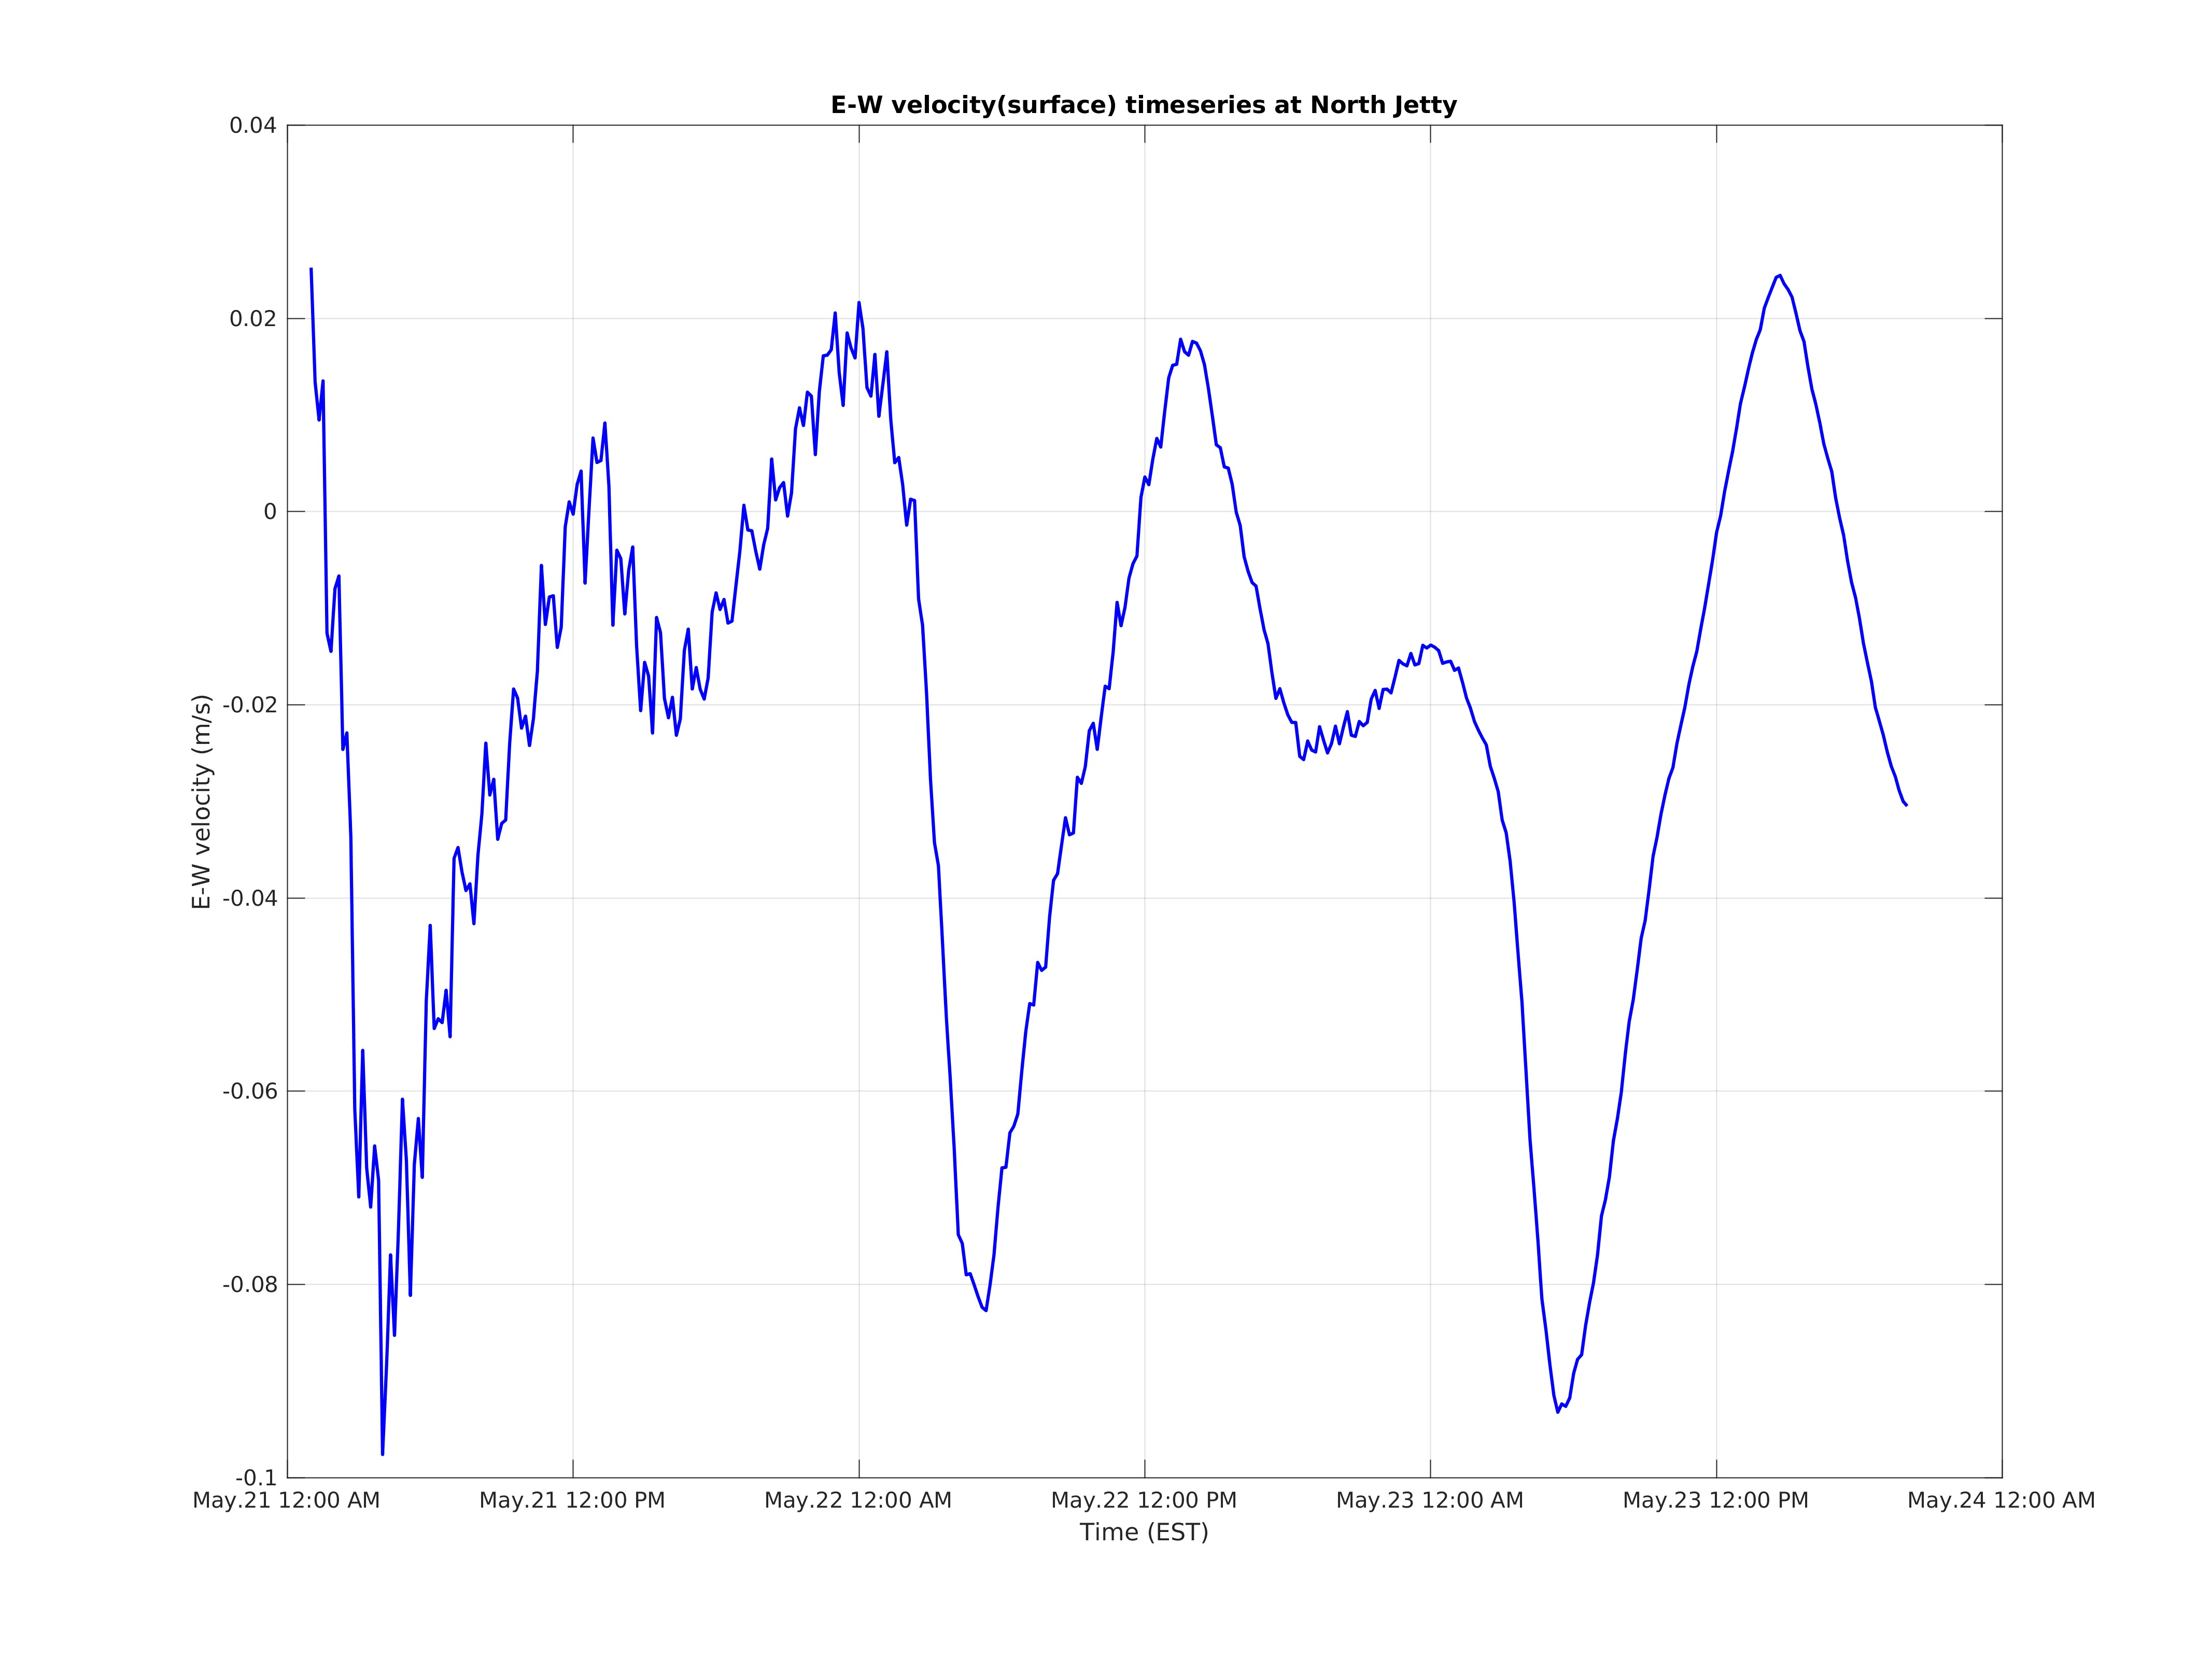 E-W velocity(surface) timeseries at North Jetty
0.04
0.02
0
-0.02
-0.04
-0.06
-0.08
-0.1
E-W velocity (m/s)
May.21 12:00 AM
May.21 12:00 PM
May.22 12:00 AM
May.22 12:00 PM
May.23 12:00 AM
May.23 12:00 PM
May.24 12:00 AM
Time (EST)